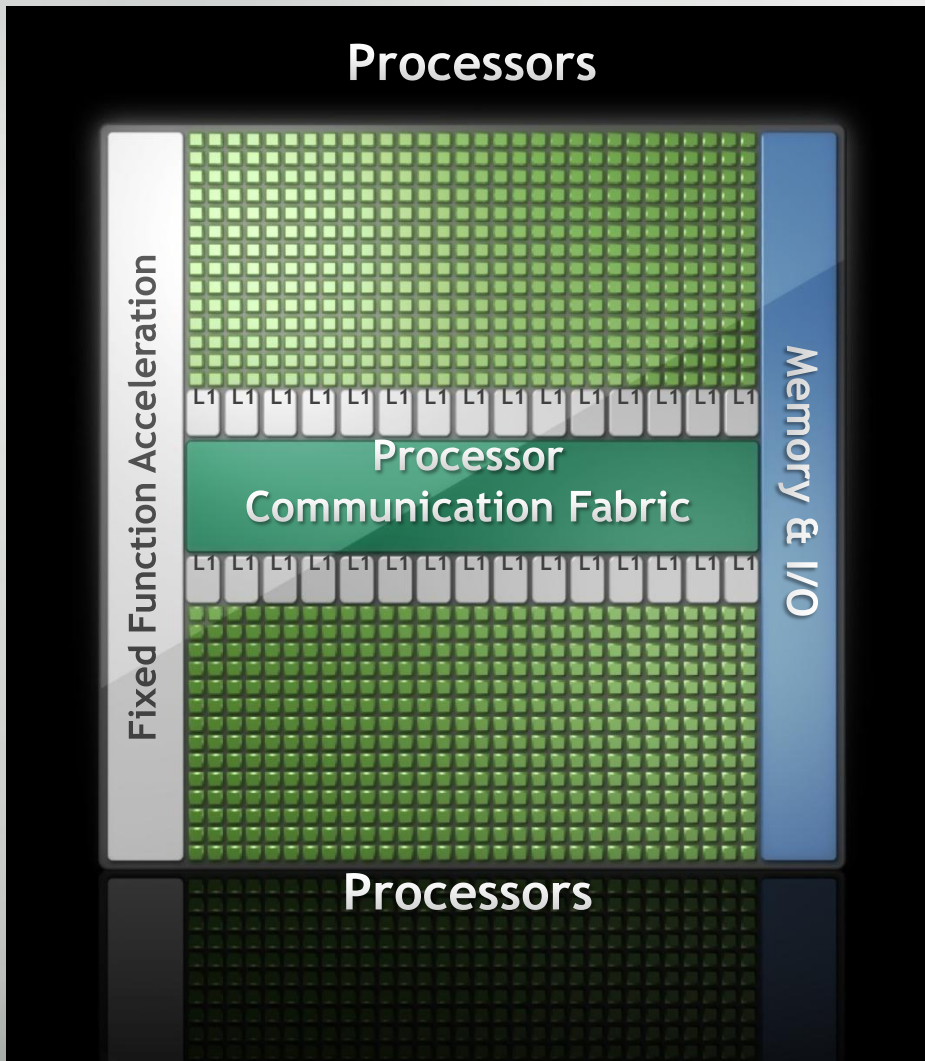 Processors
Fixed Function Acceleration
L1 L1 L1 L1 L1 L1 L1 L1 L1 L1 L1 L1 L1 L1 L1
Processor
Communication Fabric
L1 L1 L1 L1 L1 L1 L1 L1 L1 L1 L1 L1 L1 L1 L1
Memory & I/O
Processors